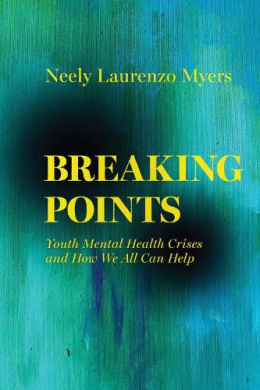 Neely Laurenzo Myers
BREAKING
POINTS
Youth Mental Health Crises
and How We All Can Help